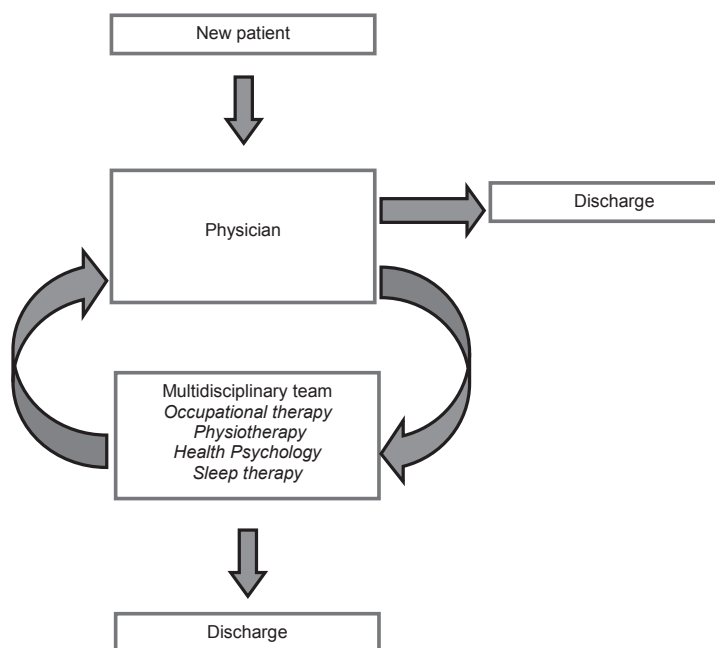 New patient
Physician
Discharge
Multidisciplinary team
Occupational therapy
Physiotherapy
Health Psychology
Sleep therapy
Discharge